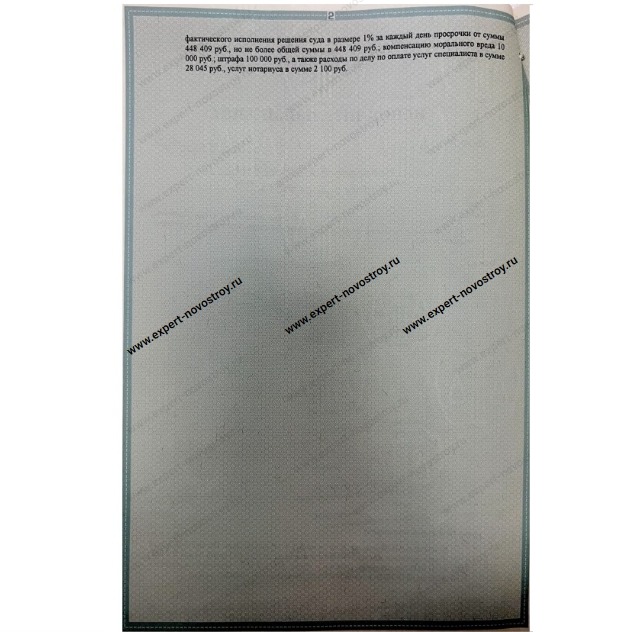 2
фактического исполнения решения суда в размере 1% за каждый день просрочки от суммы
448 409 руб., но не более общей суммы в 448 409 руб.; компенсацию морального вреда 10
000 руб.; штрафа 100 000 руб., а также расходы по делу по оплате услуг специалиста в сумме
28 045 руб., услуг нотариуса в сумме 2 100 руб.
www.expert-novostroy.ru
www.expert-novostroy.ru
www.expert-novostroy.ru